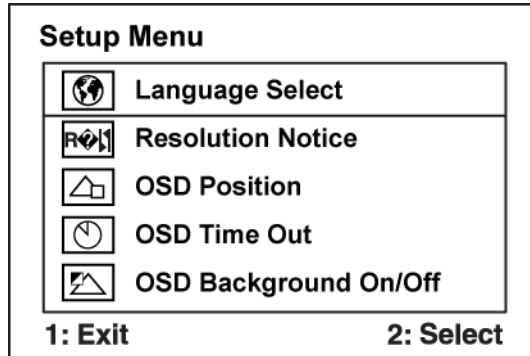 Setup Menu
Language Select
Resolution Notice
OSD Position
OSD Time Out
OSD Background On/Off
1: Exit
2: Select